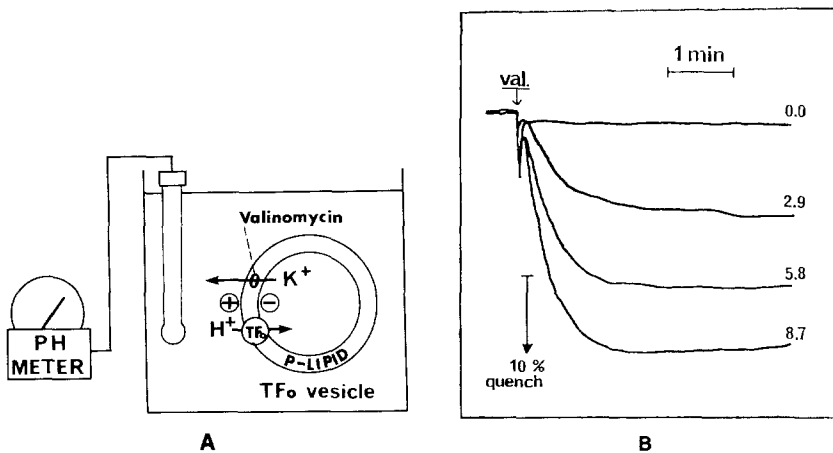 Valinomycin
K+
⊕ ⊖
H+ TFo
P-LIPID
PH
METER
TFo vesicle
A
1 min
val.
0.0
2.9
5.8
8.7
10 %
quench
B